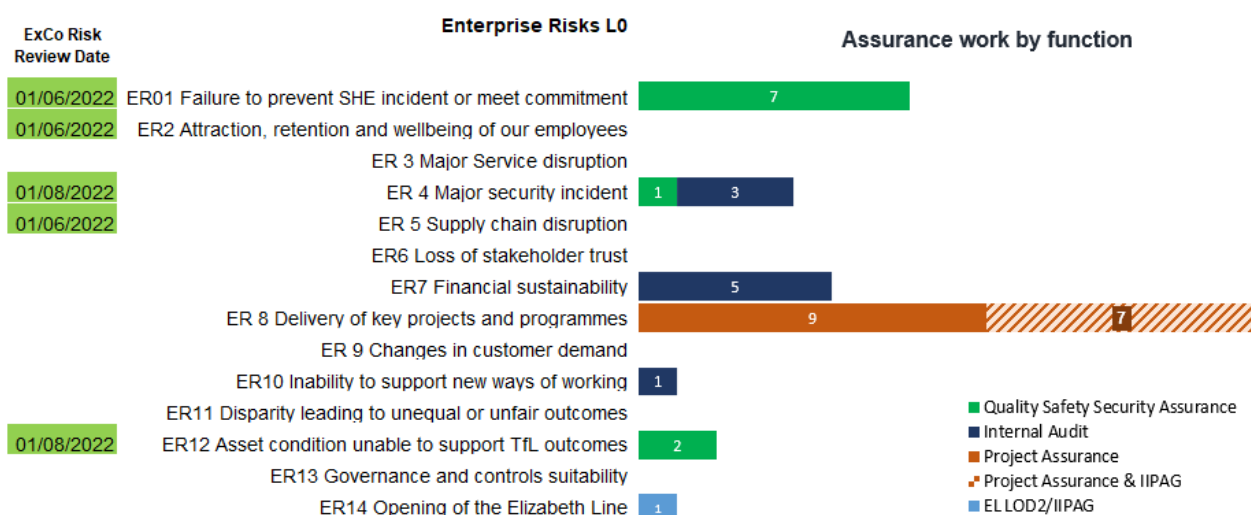 Enterprise Risks L0
ExCo Risk
Review Date
Assurance work by function
01/06/2022 ER01 Failure to prevent SHE incident or meet commitment 7
01/06/2022 ER2 Attraction, retention and wellbeing of our employees
ER 3 Major Service disruption
01/08/2022 ER 4 Major security incident 1 3
01/06/2022 ER 5 Supply chain disruption
ER6 Loss of stakeholder trust
ER7 Financial sustainability 5
ER 8 Delivery of key projects and programmes 9 7
ER 9 Changes in customer demand
ER10 Inability to support new ways of working 1
ER11 Disparity leading to unequal or unfair outcomes
01/08/2022 ER12 Asset condition unable to support TfL outcomes 2
ER13 Governance and controls suitability
ER14 Opening of the Elizabeth Line 1
Quality Safety Security Assurance
Internal Audit
Project Assurance
Project Assurance & IIPAG
EL LOD2/IIPAG